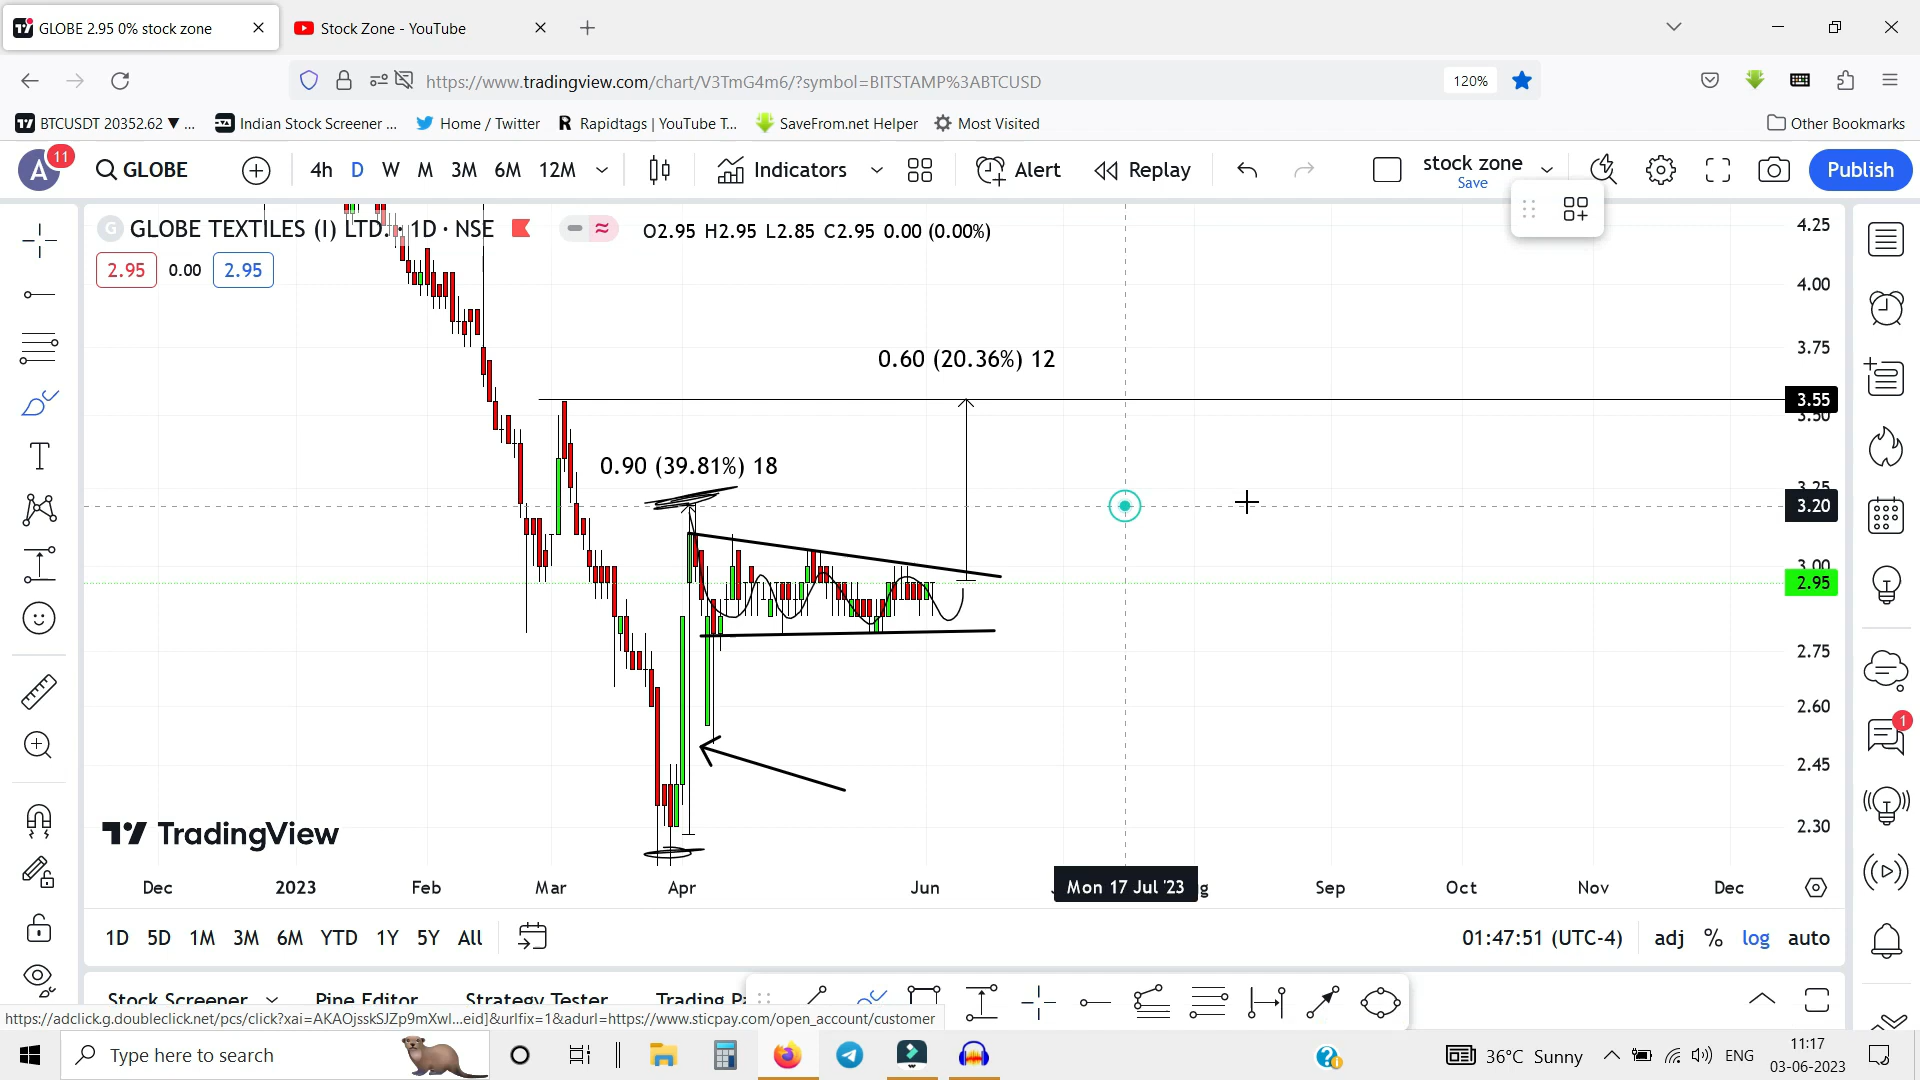 GLOBE 2.95 0% stock zone
Stock Zone - YouTube
https://www.tradingview.com/chart/V3TmG4m6/?symbol=BITSTAMP%3ABTCUSD
120%
BTCUSDT 20352.62 ▼ ...
Indian Stock Screener ...
Home / Twitter
Rapidtags | YouTube T...
SaveFrom.net Helper
Most Visited
Other Bookmarks
A 11
GLOBE
4h D W M 3M 6M 12M
Indicators
Alert
Replay
stock zone
Save
Publish
G GLOBE TEXTILES (I) LTD. · 1D · NSE
O2.95 H2.95 L2.85 C2.95 0.00 (0.00%)
2.95 0.00 2.95
4.25
4.00
3.75
3.55
3.50
3.25
3.20
3.00
2.95
2.75
2.60
2.45
2.30
0.60 (20.36%) 12
0.90 (39.81%) 18
1
TradingView
Dec 2023 Feb Mar Apr Jun Mon 17 Jul '23 Sep Oct Nov Dec
1D 5D 1M 3M 6M YTD 1Y 5Y All
01:47:51 (UTC-4) adj % log auto
Stock Screener Pine Editor Strategy Tester
https://adclick.g.doubleclick.net/pcs/click?xai=AKAOjsskSJZp9mXwl...eid]&urlfix=1&adurl=https://www.sticpay.com/open_account/customer
Type here to search
36°C Sunny
ENG
11:17
03-06-2023